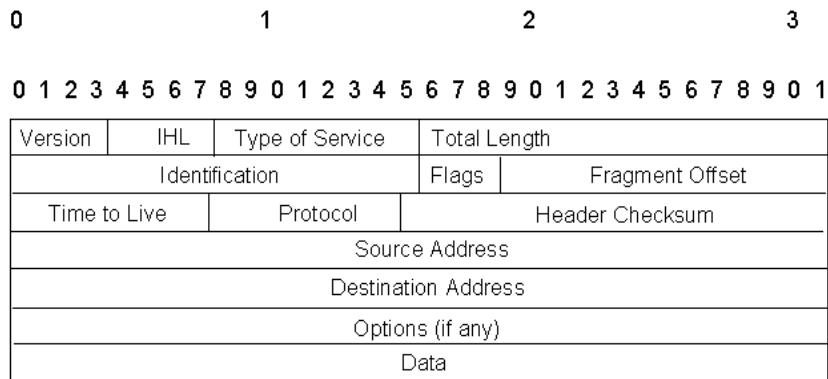 0 1 2 3
0 1 2 3 4 5 6 7 8 9 0 1 2 3 4 5 6 7 8 9 0 1 2 3 4 5 6 7 8 9 0 1
Version IHL Type of Service Total Length
Identification Flags Fragment Offset
Time to Live Protocol Header Checksum
Source Address
Destination Address
Options (if any)
Data